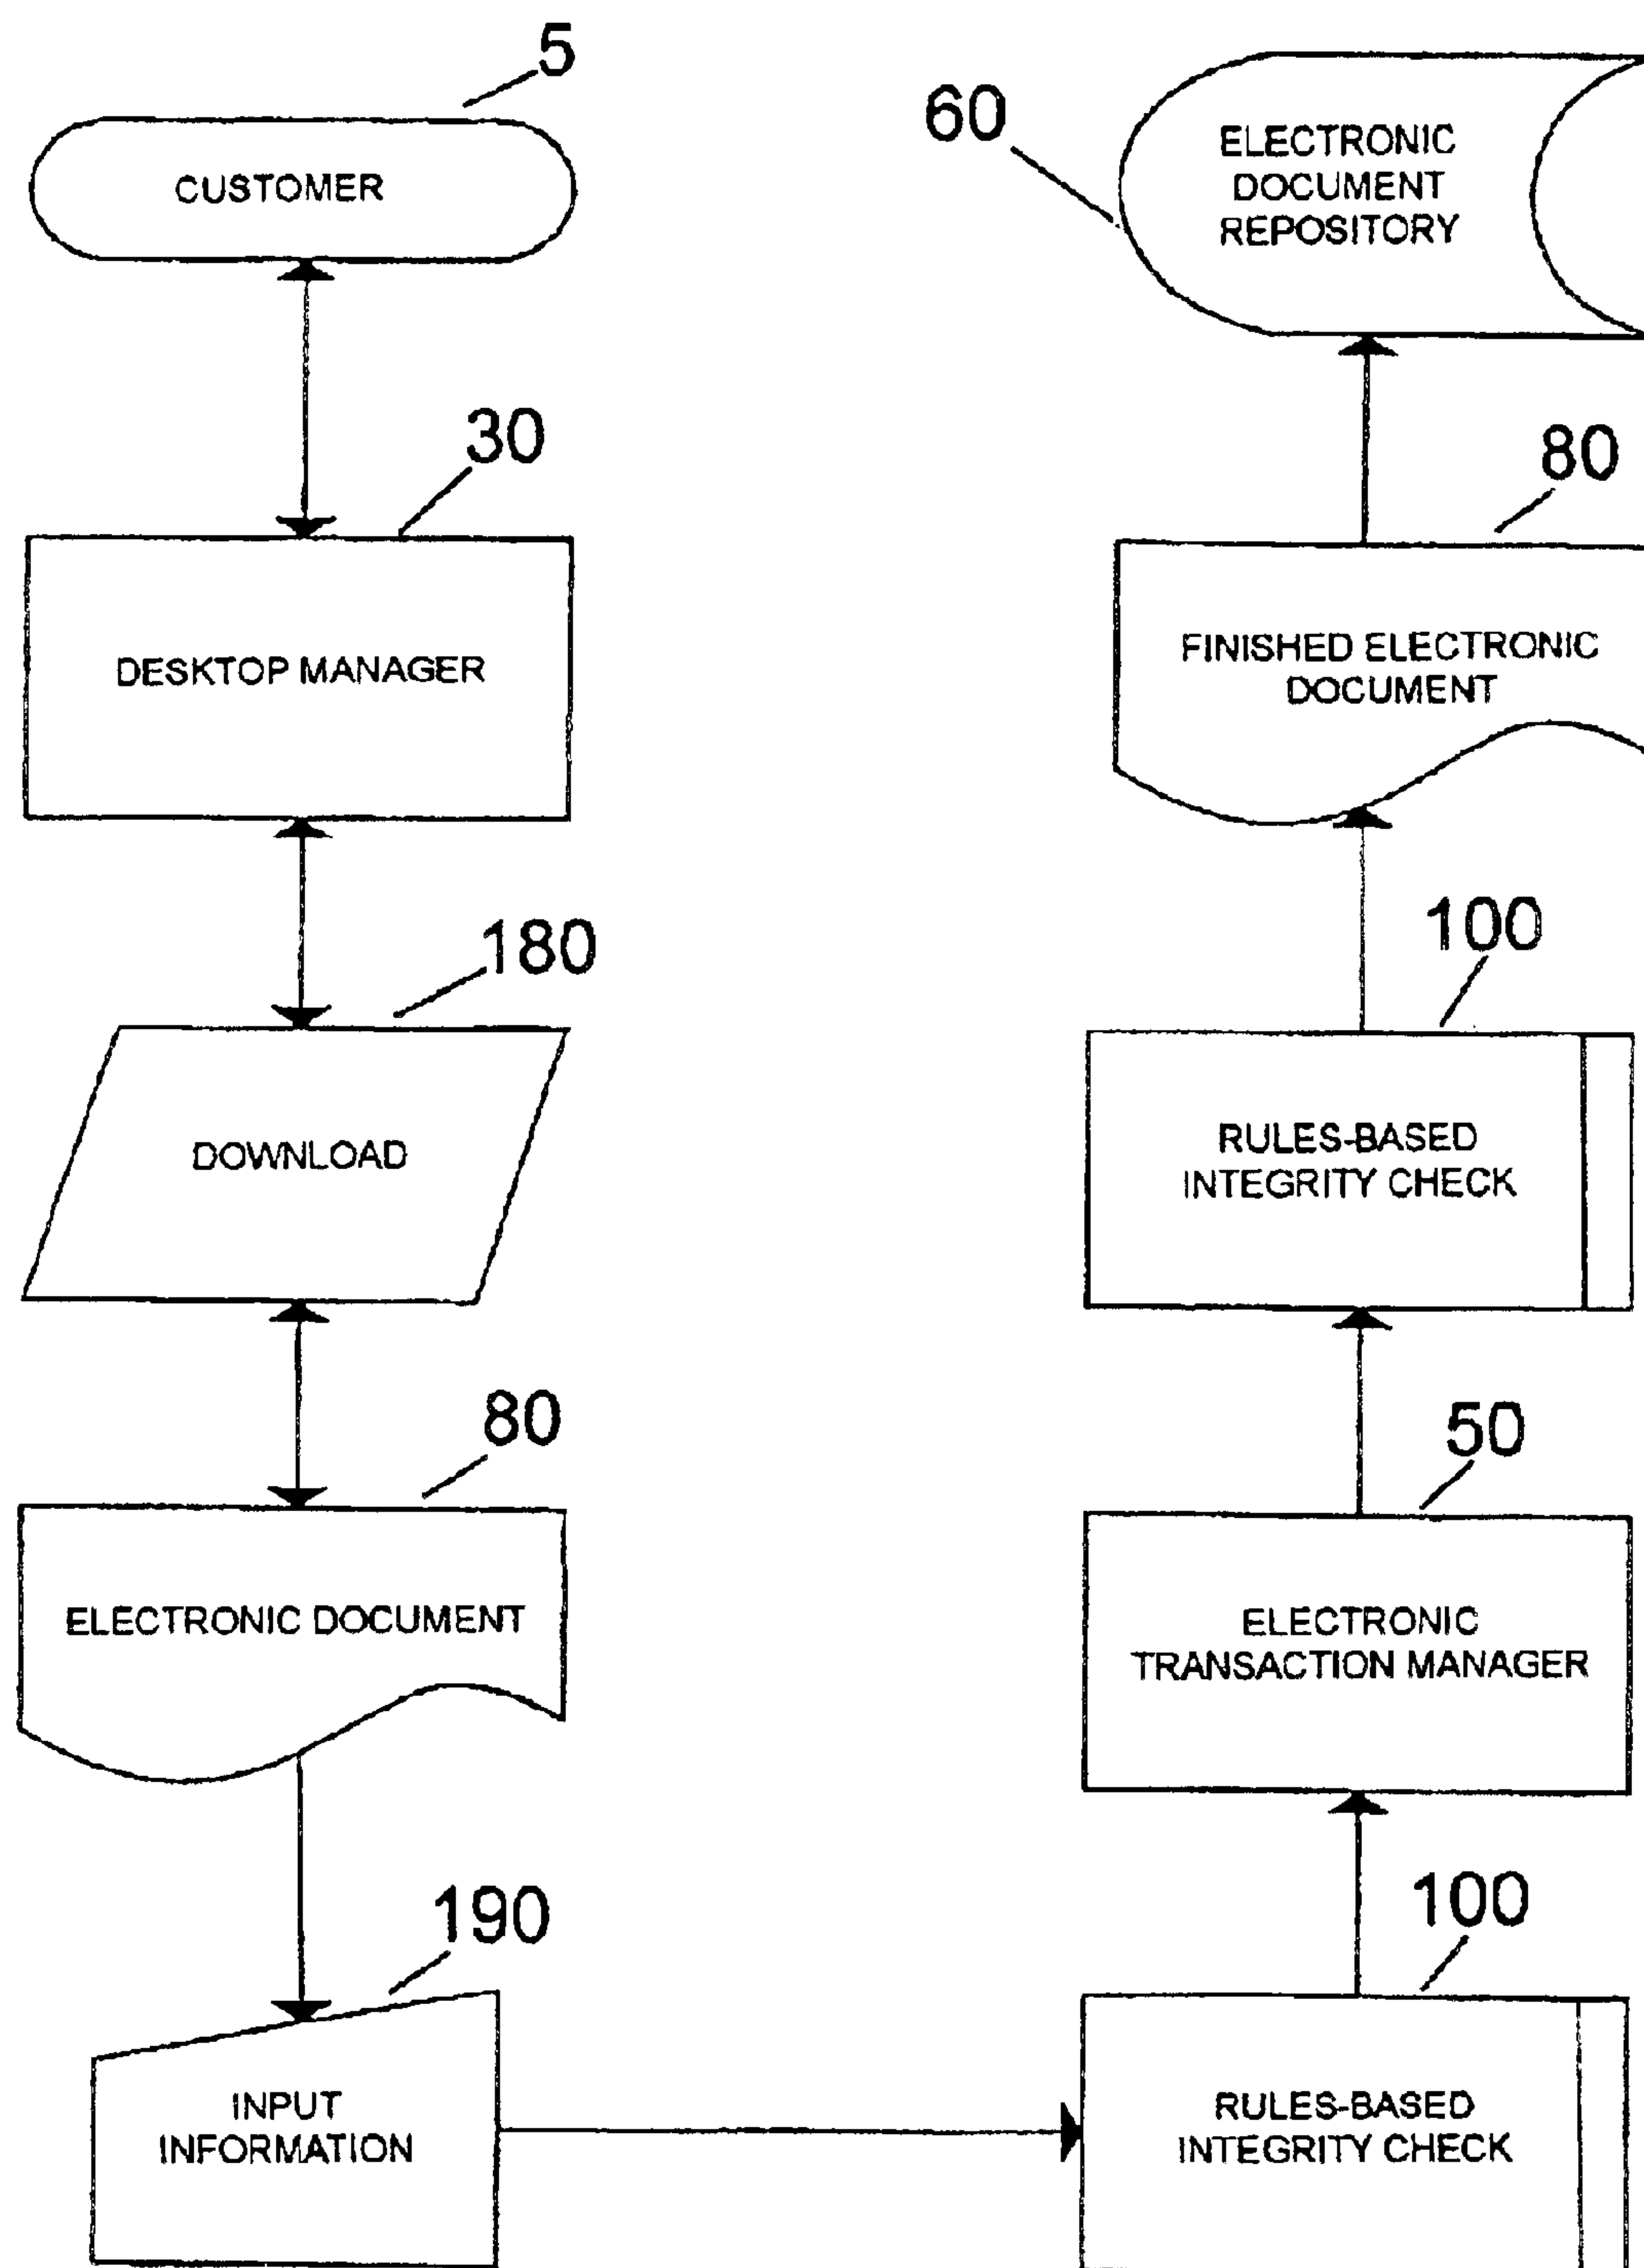 5
CUSTOMER
30
DESKTOP MANAGER
180
DOWNLOAD
80
ELECTRONIC DOCUMENT
190
INPUT
INFORMATION
60
ELECTRONIC
DOCUMENT
REPOSITORY
80
FINISHED ELECTRONIC
DOCUMENT
100
RULES-BASED
INTEGRITY CHECK
50
ELECTRONIC
TRANSACTION MANAGER
100
RULES-BASED
INTEGRITY CHECK